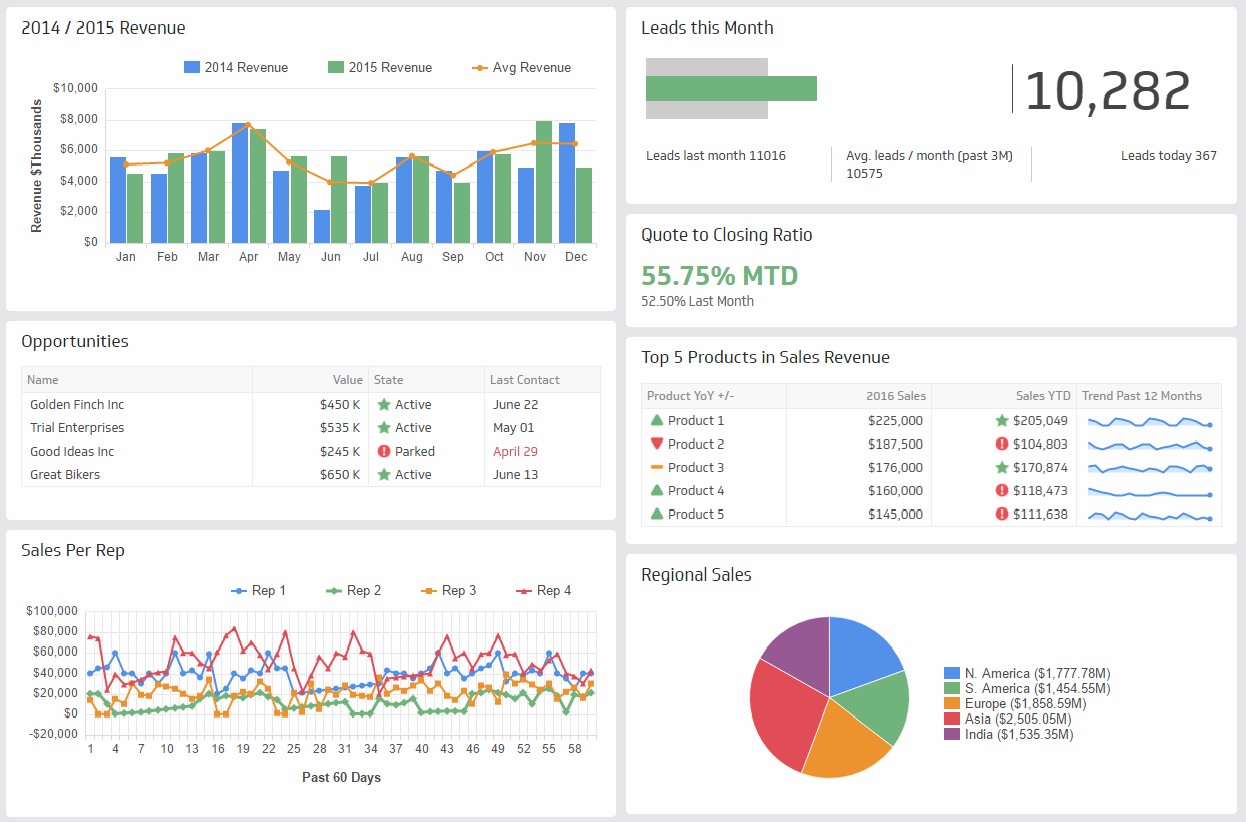 2014 / 2015 Revenue
2014 Revenue 2015 Revenue Avg Revenue
Revenue $Thousands
$10,000
$8,000
$6,000
$4,000
$2,000
$0
Jan Feb Mar Apr May Jun Jul Aug Sep Oct Nov Dec
Leads this Month
10,282
Leads last month 11016
Avg. leads / month (past 3M)
10575
Leads today 367
Quote to Closing Ratio
55.75% MTD
52.50% Last Month
Opportunities
Name Value State Last Contact
Golden Finch Inc $450 K Active June 22
Trial Enterprises $535 K Active May 01
Good Ideas Inc $245 K Parked April 29
Great Bikers $650 K Active June 13
Top 5 Products in Sales Revenue
Product YoY +/- 2016 Sales Sales YTD Trend Past 12 Months
Product 1 $225,000 $205,049
Product 2 $187,500 $104,803
Product 3 $176,000 $170,874
Product 4 $160,000 $118,473
Product 5 $145,000 $111,638
Sales Per Rep
Rep 1 Rep 2 Rep 3 Rep 4
$100,000
$80,000
$60,000
$40,000
$20,000
$0
-$20,000
1 4 7 10 13 16 19 22 25 28 31 34 37 40 43 46 49 52 55 58
Past 60 Days
Regional Sales
N. America ($1,777.78M)
S. America ($1,454.55M)
Europe ($1,858.59M)
Asia ($2,505.05M)
India ($1,535.35M)